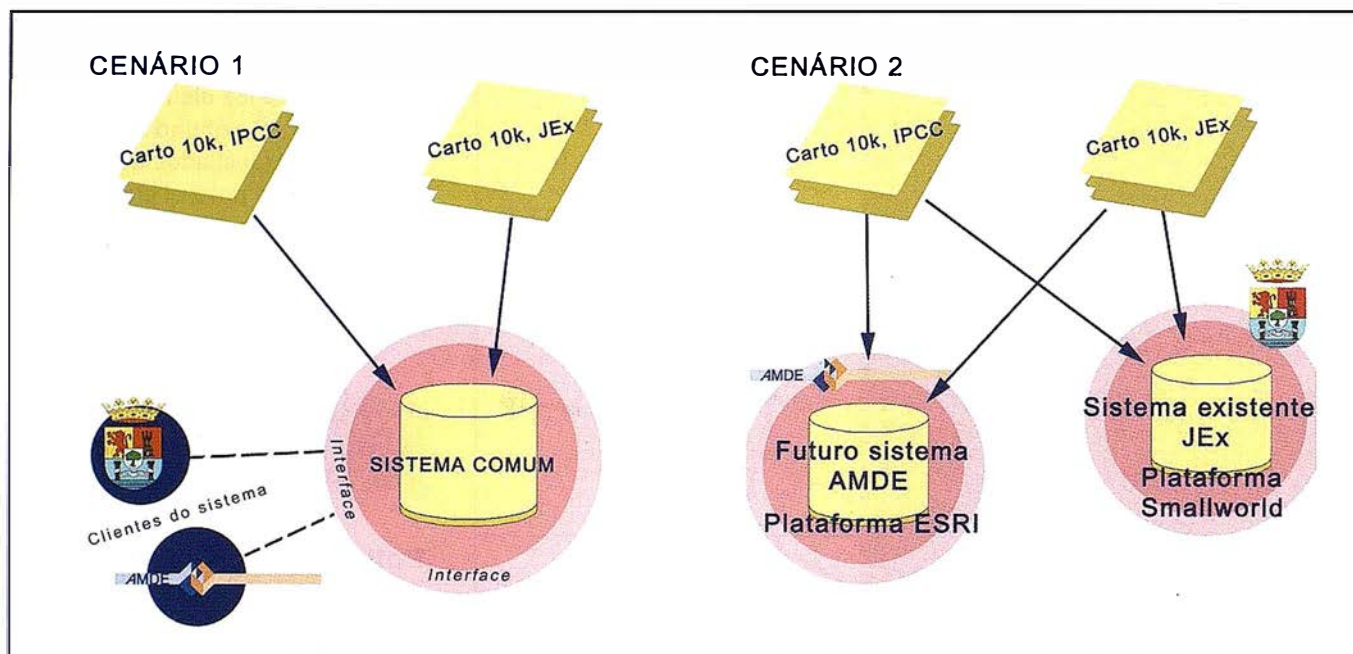 CENÁRIO 1
Carto 10k, IPCC
Carto 10k, JEx
Interface
SISTEMA COMUM
Clientes do sistema
AMDE
Interface
CENÁRIO 2
Carto 10k, IPCC
Carto 10k, JEx
AMDE
Futuro sistema
AMDE
Plataforma ESRI
Sistema existente
JEx
Plataforma
Smallworld